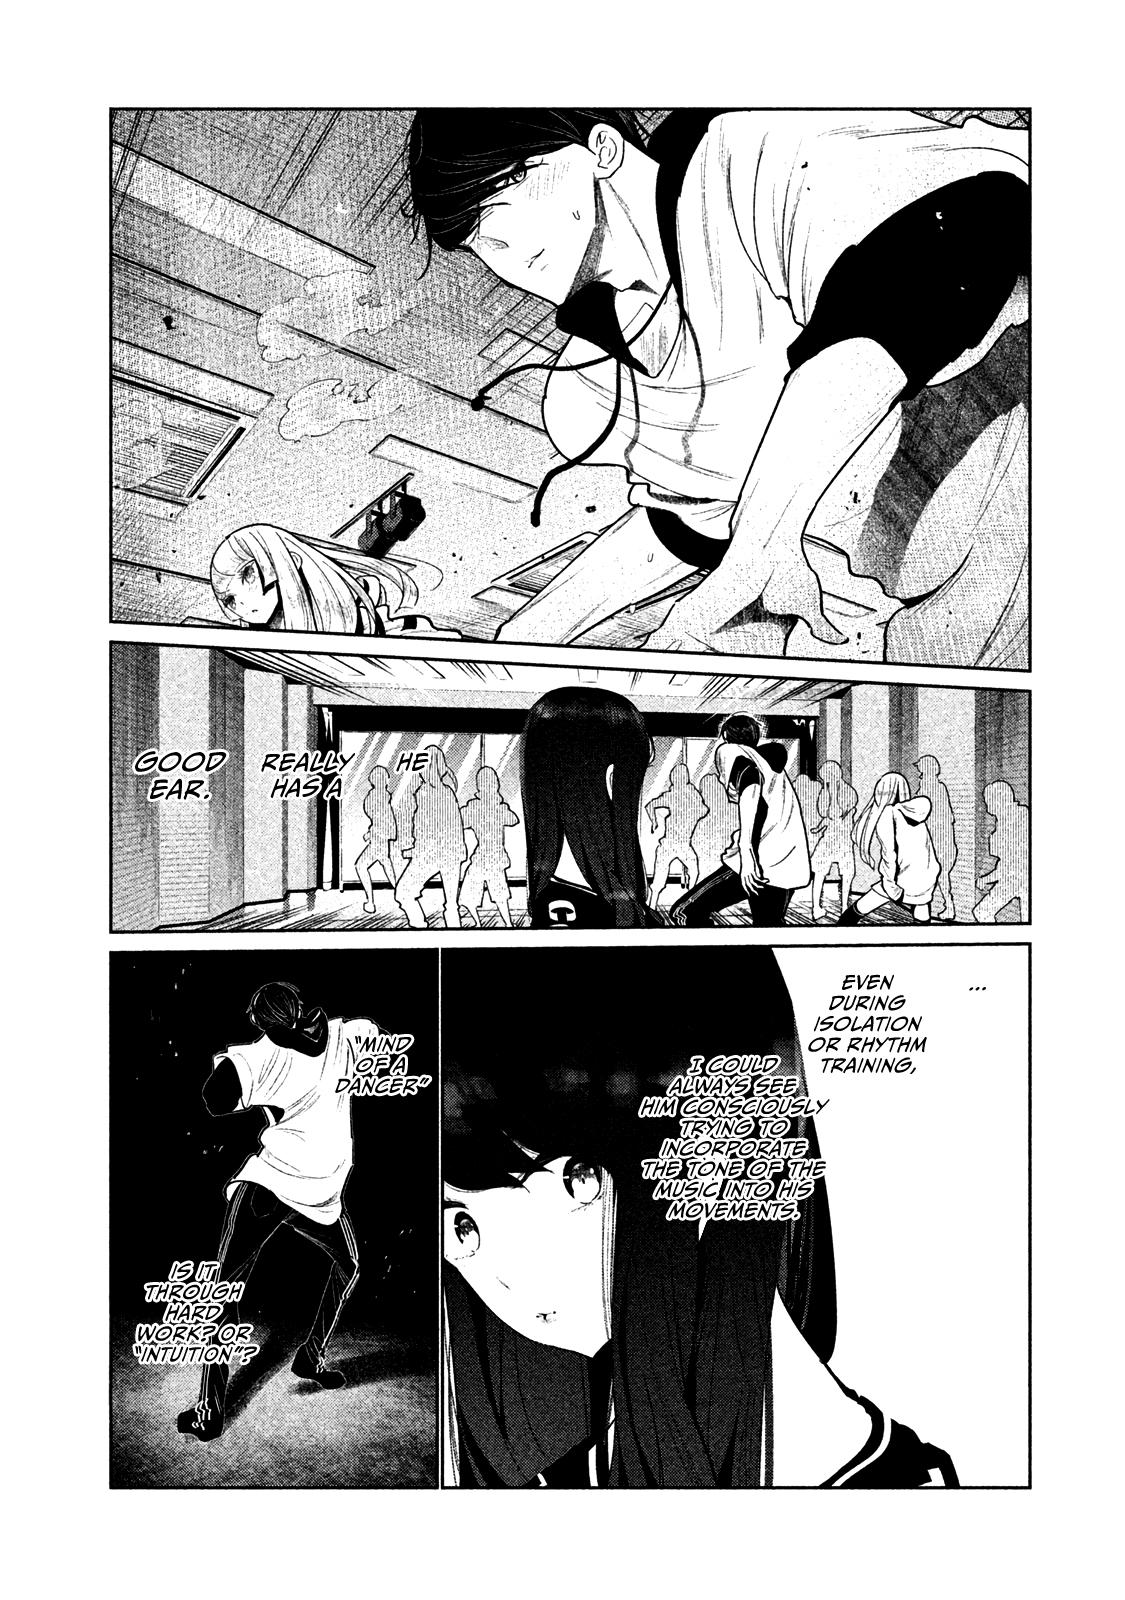 HE
REALLY
HAS A
GOOD
EAR.
...
EVEN
DURING
ISOLATION
OR RHYTHM
TRAINING,
I COULD
ALWAYS SEE
HIM CONSCIOUSLY
TRYING TO
INCORPORATE
THE TONE OF THE
MUSIC INTO HIS
MOVEMENTS.
"MIND
OF A
DANCER"
IS IT
THROUGH
HARD
WORK? OR
"INTUITION"?